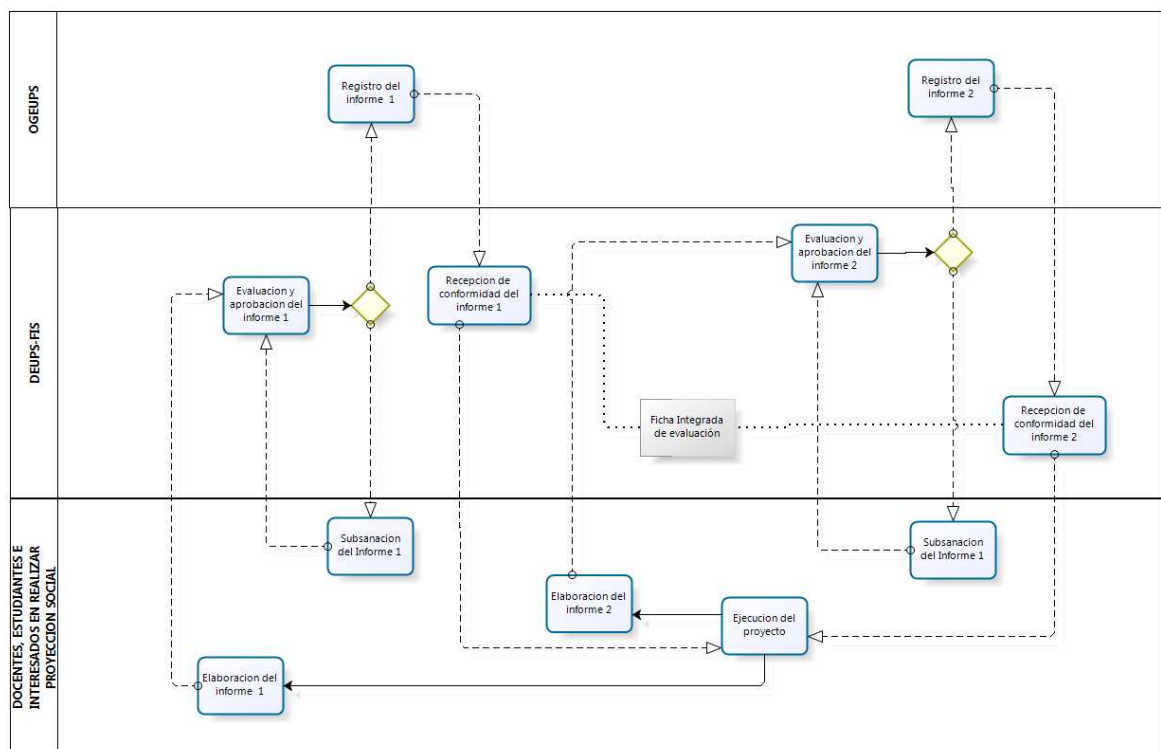 OGEUPS
Registro del
informe 1
Registro del
informe 2
DEUPS-FIS
Evaluacion y
aprobacion del
informe 1
Recepcion de
conformidad del
informe 1
Evaluacion y
aprobacion del
informe 2
Ficha Integrada
de evaluación
Recepcion de
conformidad del
informe 2
DOCENTES, ESTUDIANTES E
INTERESADOS EN REALIZAR
PROYECCION SOCIAL
Subsanacion
del Informe 1
Subsanacion
del Informe 1
Elaboracion del
informe 2
Ejecucion del
proyecto
Elaboracion del
informe 1